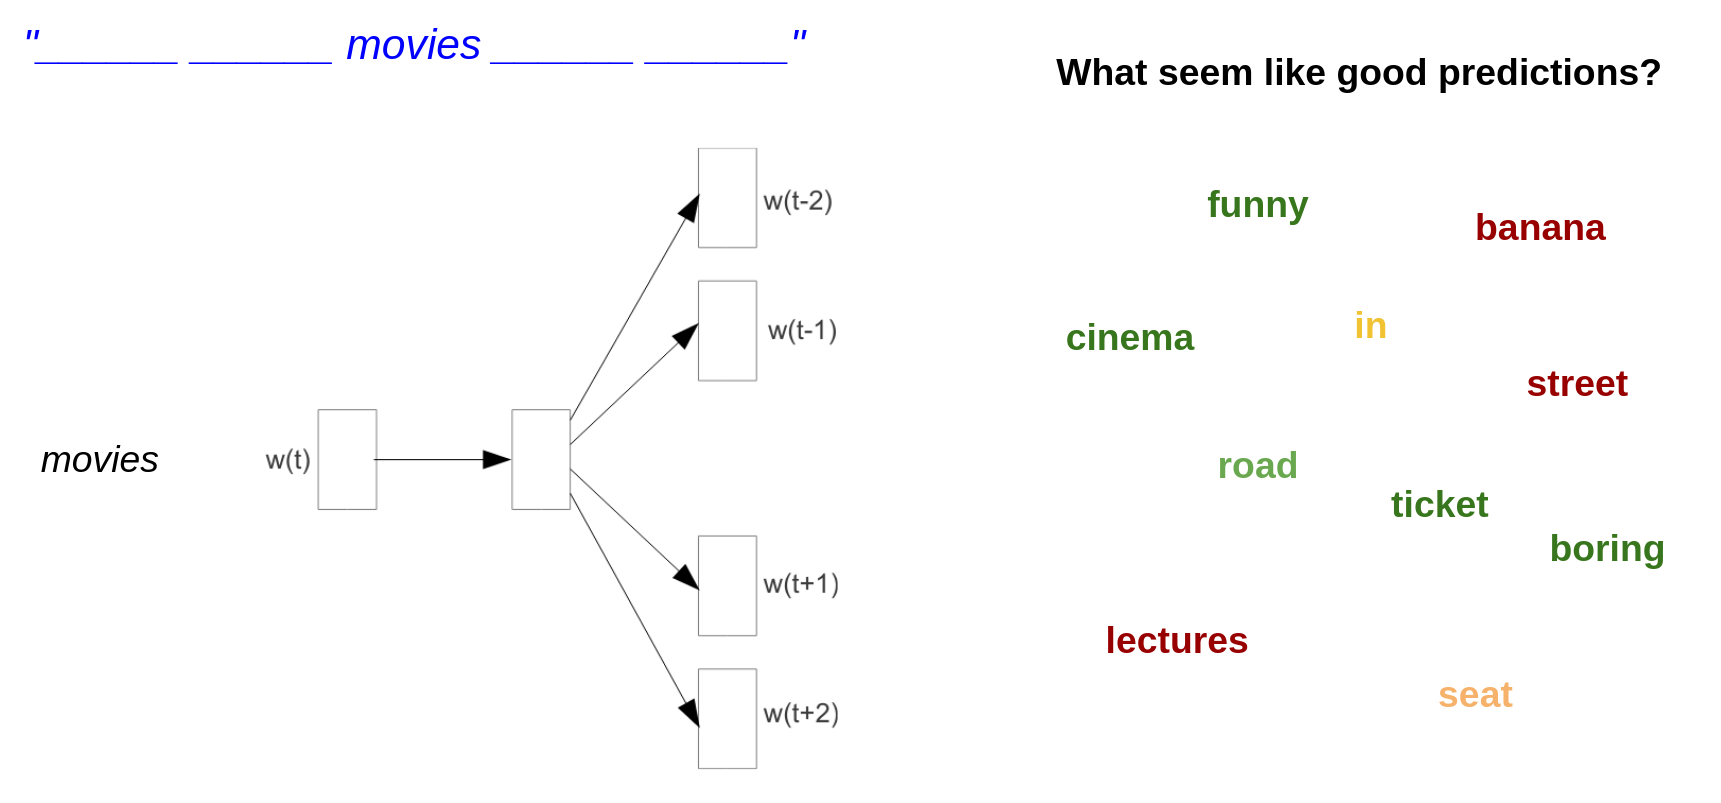 "______ ______ movies ______ ______"
What seem like good predictions?
w(t-2)
w(t-1)
movies
w(t)
w(t+1)
w(t+2)
funny
banana
cinema
in
street
road
ticket
boring
lectures
seat